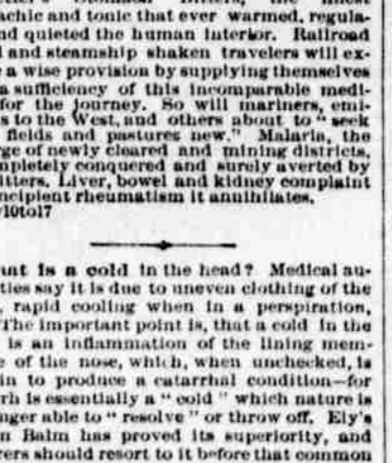 Stomach Bitters, the finest
achic and tonic that ever warmed, regula-
nd quieted the human interior. Railroad
l and steamship shaken travelers will ex-
e a wise provision by supplying themselves
a sufficiency of this incomparable medi-
for the journey. So will mariners, emi-
s to the West, and others about to "seek
fields and pastures new." Malaria, the
rge of newly cleared and mining districts,
mpletely conquered and surely averted by
itters. Liver, bowel and kidney complaint
ncipient rheumatism it annihilates.
y10to17
unt is a cold in the head? Medical au-
ties say it is due to uneven clothing of the
, rapid cooling when in a perspiration,
The important point is, that a cold in the
is an inflammation of the lining mem-
e of the nose, which, when unchecked, is
in to produce a catarrhal condition—for
rh is essentially a "cold" which nature is
nger able to "resolve" or throw off. Ely's
n Balm has proved its superiority, and
rers should resort to it before that common